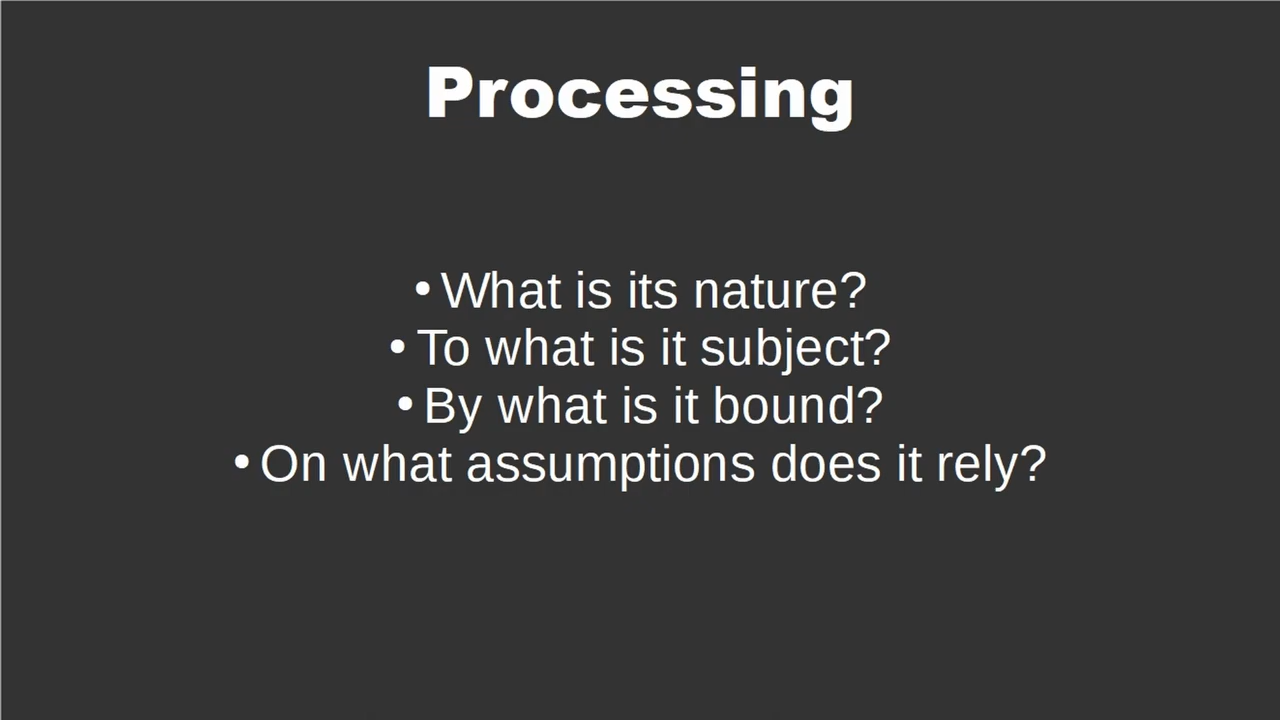 Processing
• What is its nature?
• To what is it subject?
• By what is it bound?
• On what assumptions does it rely?